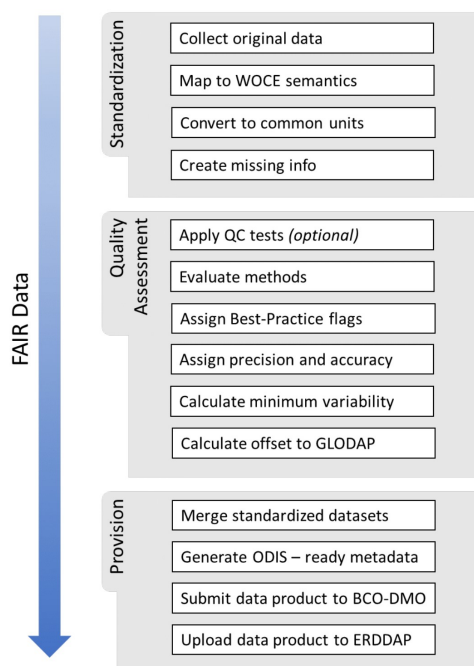 FAIR Data
Standardization
Collect original data
Map to WOCE semantics
Convert to common units
Create missing info
Quality
Assessment
Apply QC tests (optional)
Evaluate methods
Assign Best-Practice flags
Assign precision and accuracy
Calculate minimum variability
Calculate offset to GLODAP
Provision
Merge standardized datasets
Generate ODIS – ready metadata
Submit data product to BCO-DMO
Upload data product to ERDDAP